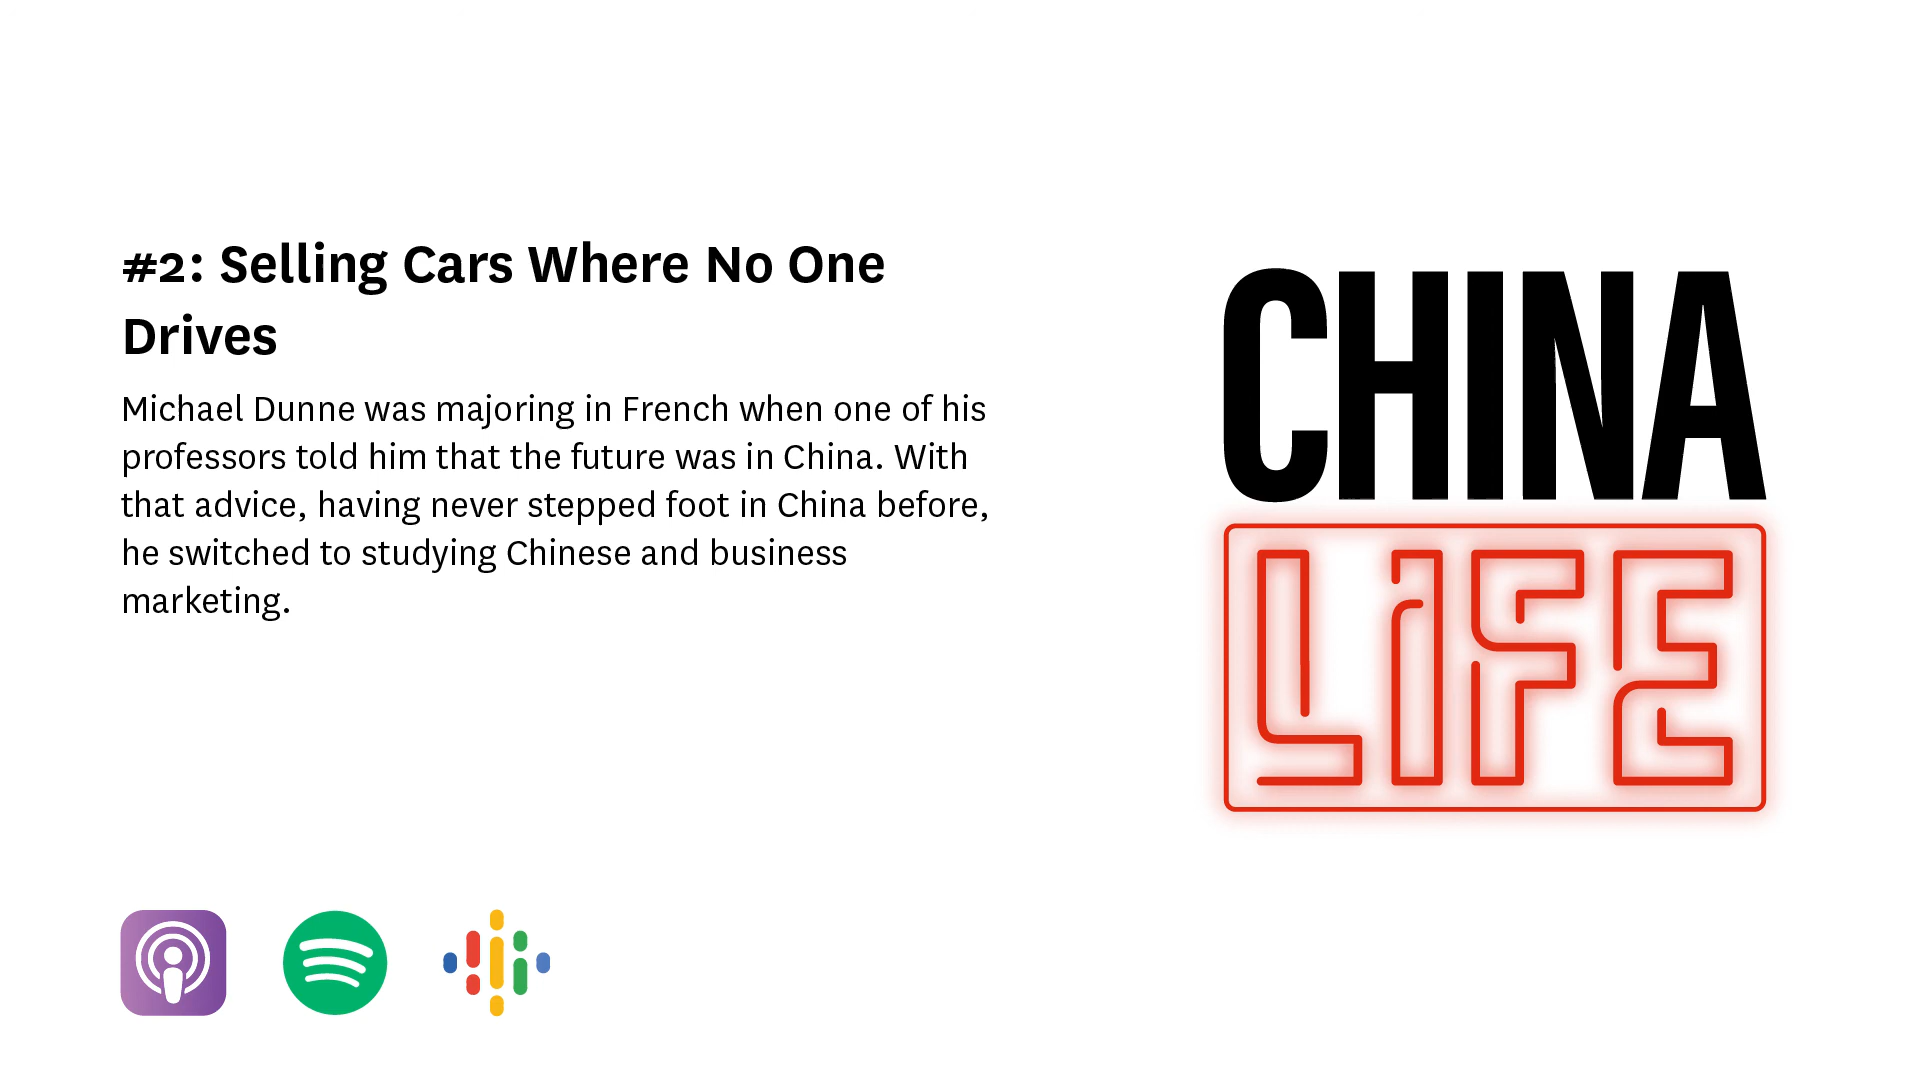 #2: Selling Cars Where No One
Drives
Michael Dunne was majoring in French when one of his
professors told him that the future was in China. With
that advice, having never stepped foot in China before,
he switched to studying Chinese and business
marketing.
CHINA
LIFE